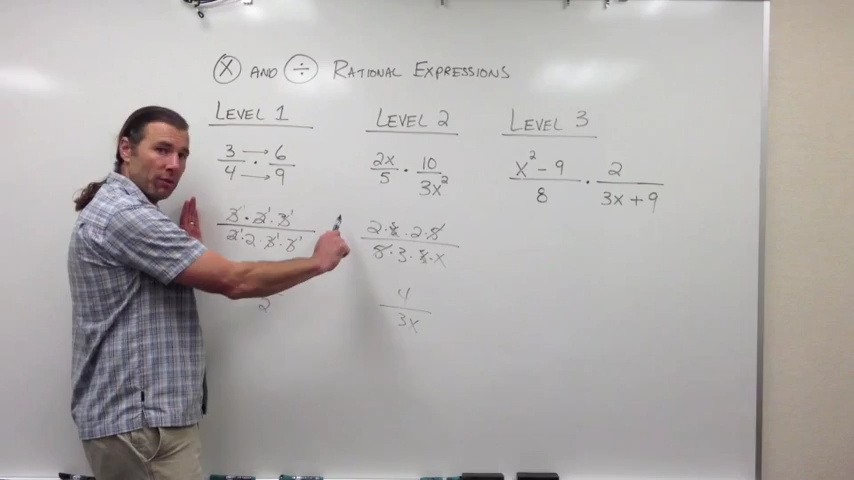 × AND ÷ RATIONAL EXPRESSIONS
LEVEL 1
3/4 · 6/9
3 · 2 · 3 / 2 · 2 · 3 · 3
2
LEVEL 2
2x/5 · 10/3x²
2 · x · 2 · 5 / 5 · 3 · x · x
4/3x
LEVEL 3
x² - 9/8 · 2/3x + 9